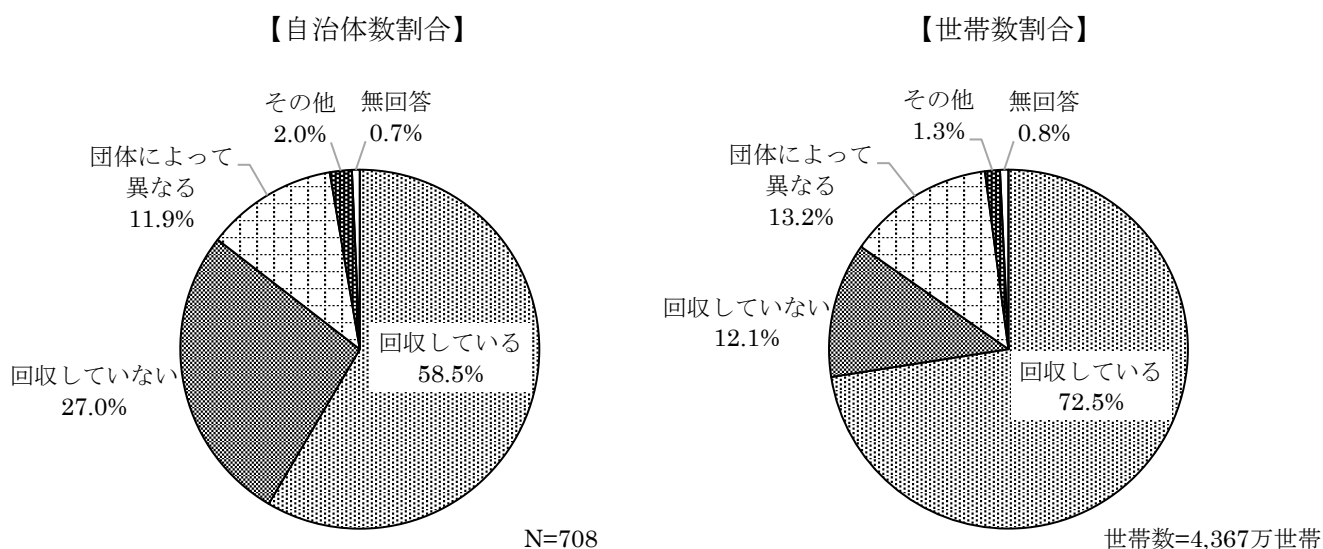 【自治体数割合】
その他
2.0%
無回答
0.7%
団体によって
異なる
11.9%
回収していない
27.0%
回収している
58.5%
N=708
【世帯数割合】
その他
1.3%
無回答
0.8%
団体によって
異なる
13.2%
回収していない
12.1%
回収している
72.5%
世帯数=4,367万世帯